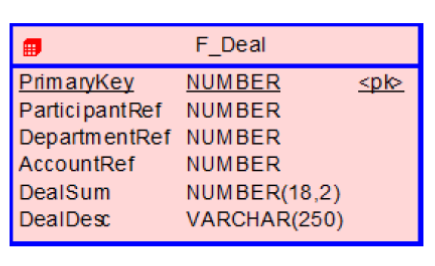 F_Deal
PrimaryKey NUMBER <pk>
ParticipantRef NUMBER
DepartmentRef NUMBER
AccountRef NUMBER
DealSum NUMBER(18,2)
DealDesc VARCHAR(250)